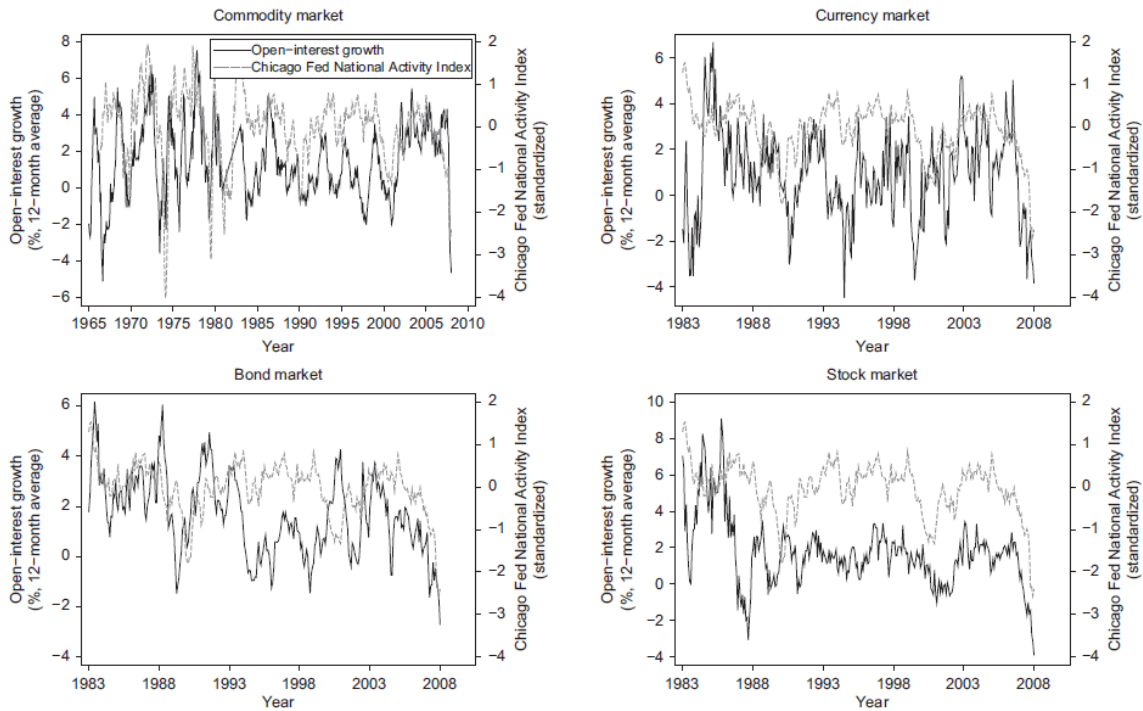 Commodity market
Open-interest growth
(%, 12-month average)
8
6
4
2
0
−2
−4
−6
Open−interest growth
Chicago Fed National Activity Index
2
1
0
−1
−2
−3
−4
Chicago Fed National Activity Index
(standardized)
1965 1970 1975 1980 1985 1990 1995 2000 2005 2010
Year
Currency market
Open-interest growth
(%, 12-month average)
6
4
2
0
−2
−4
2
1
0
−1
−2
−3
−4
Chicago Fed National Activity Index
(standardized)
1983 1988 1993 1998 2003 2008
Year
Bond market
Open-interest growth
(%, 12-month average)
6
4
2
0
−2
−4
2
1
0
−1
−2
−3
−4
Chicago Fed National Activity Index
(standardized)
1983 1988 1993 1998 2003 2008
Year
Stock market
Open-interest growth
(%, 12-month average)
10
8
6
4
2
0
−2
−4
2
1
0
−1
−2
−3
−4
Chicago Fed National Activity Index
(standardized)
1983 1988 1993 1998 2003 2008
Year